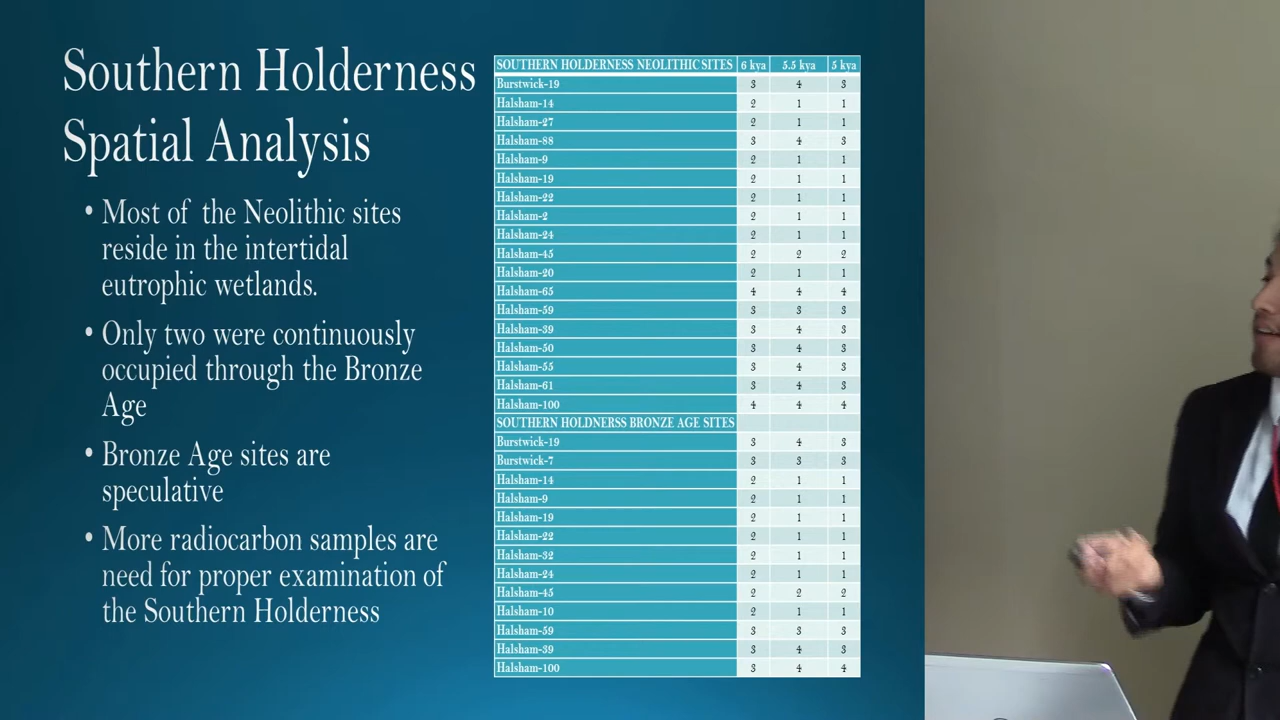 Southern Holderness
Spatial Analysis
• Most of the Neolithic sites
reside in the intertidal
eutrophic wetlands.
• Only two were continuously
occupied through the Bronze
Age
• Bronze Age sites are
speculative
• More radiocarbon samples are
need for proper examination of
the Southern Holderness
SOUTHERN HOLDERNESS NEOLITHIC SITES 6 kya 5.5 kya 5 kya
Burstwick-19 3 4 3
Halsham-14 2 1 1
Halsham-27 2 1 1
Halsham-88 3 4 3
Halsham-9 2 1 1
Halsham-19 2 1 1
Halsham-22 2 1 1
Halsham-2 2 1 1
Halsham-24 2 1 1
Halsham-45 2 2 2
Halsham-20 2 1 1
Halsham-65 4 4 4
Halsham-59 3 3 3
Halsham-39 3 4 3
Halsham-50 3 4 3
Halsham-55 3 4 3
Halsham-61 3 4 3
Halsham-100 4 4 4
SOUTHERN HOLDNERSS BRONZE AGE SITES
Burstwick-19 3 4 3
Burstwick-7 3 3 3
Halsham-14 2 1 1
Halsham-9 2 1 1
Halsham-19 2 1 1
Halsham-22 2 1 1
Halsham-32 2 1 1
Halsham-24 2 1 1
Halsham-45 2 2 2
Halsham-10 2 1 1
Halsham-59 3 3 3
Halsham-39 3 4 3
Halsham-100 3 4 4